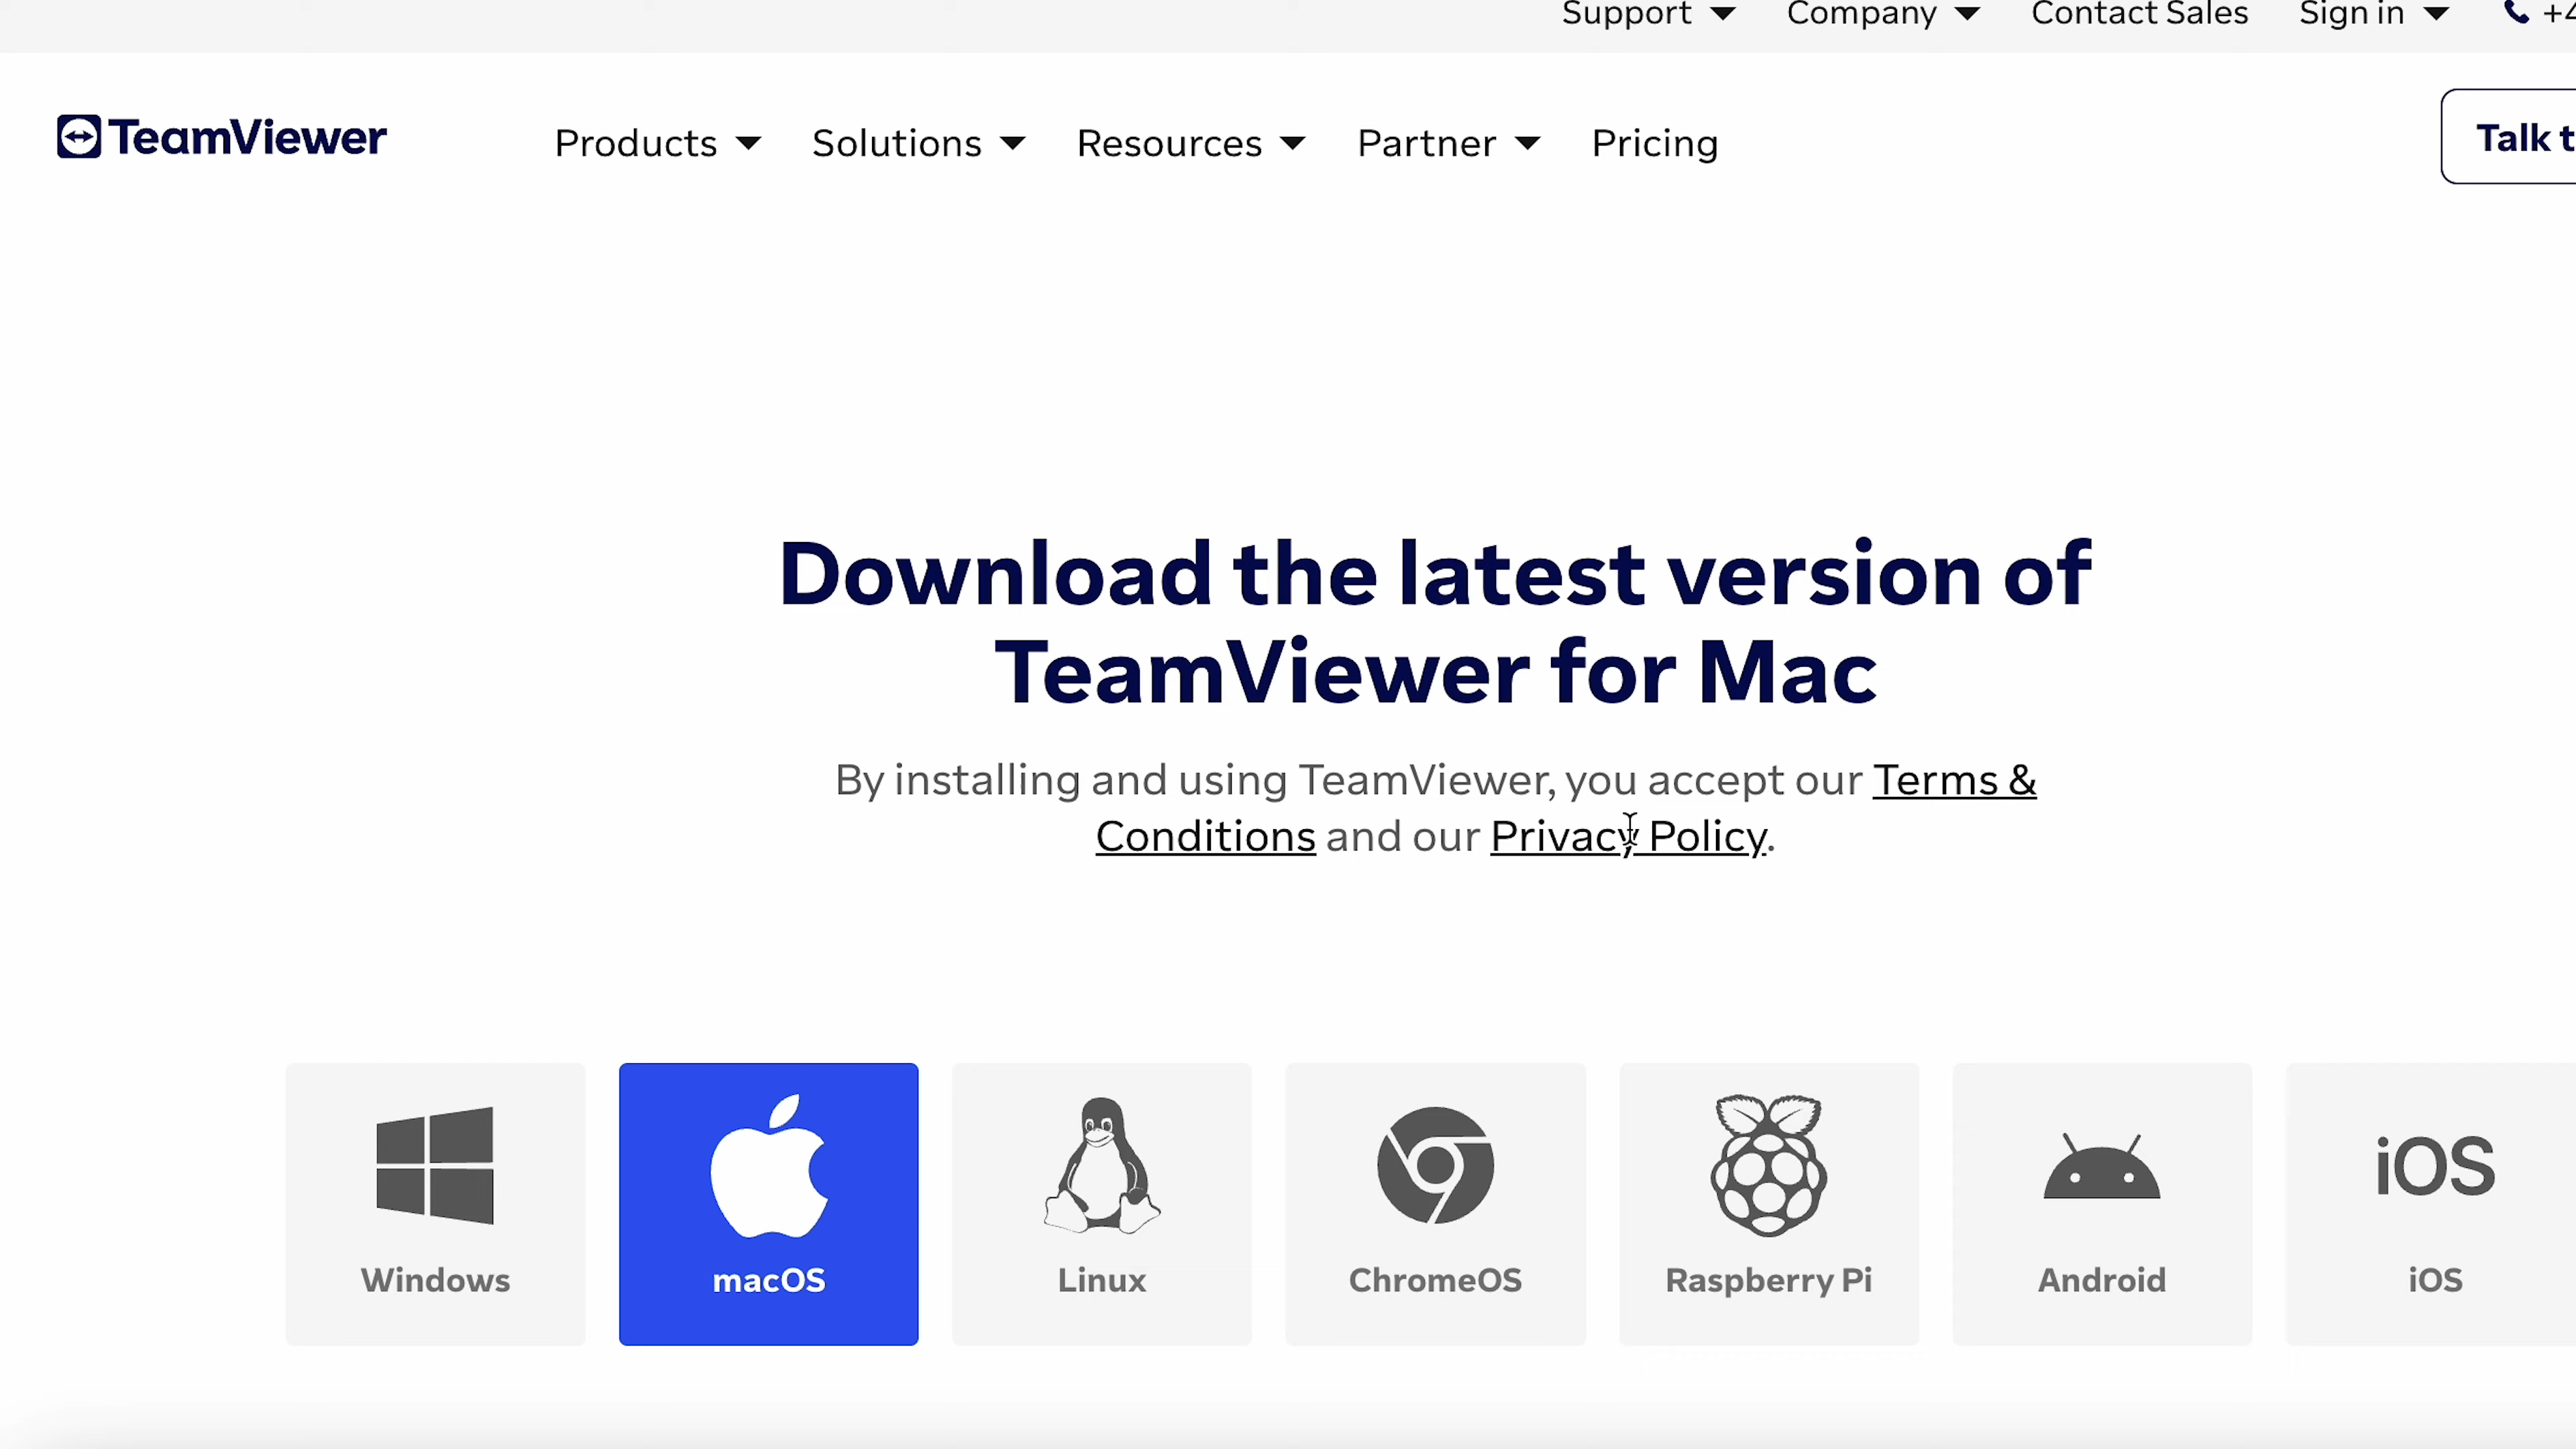 Support Company Contact Sales Sign in +4
TeamViewer Products Solutions Resources Partner Pricing Talk t
Download the latest version of
TeamViewer for Mac
By installing and using TeamViewer, you accept our Terms &
Conditions and our Privacy Policy.
iOS
Windows macOS Linux ChromeOS Raspberry Pi Android iOS